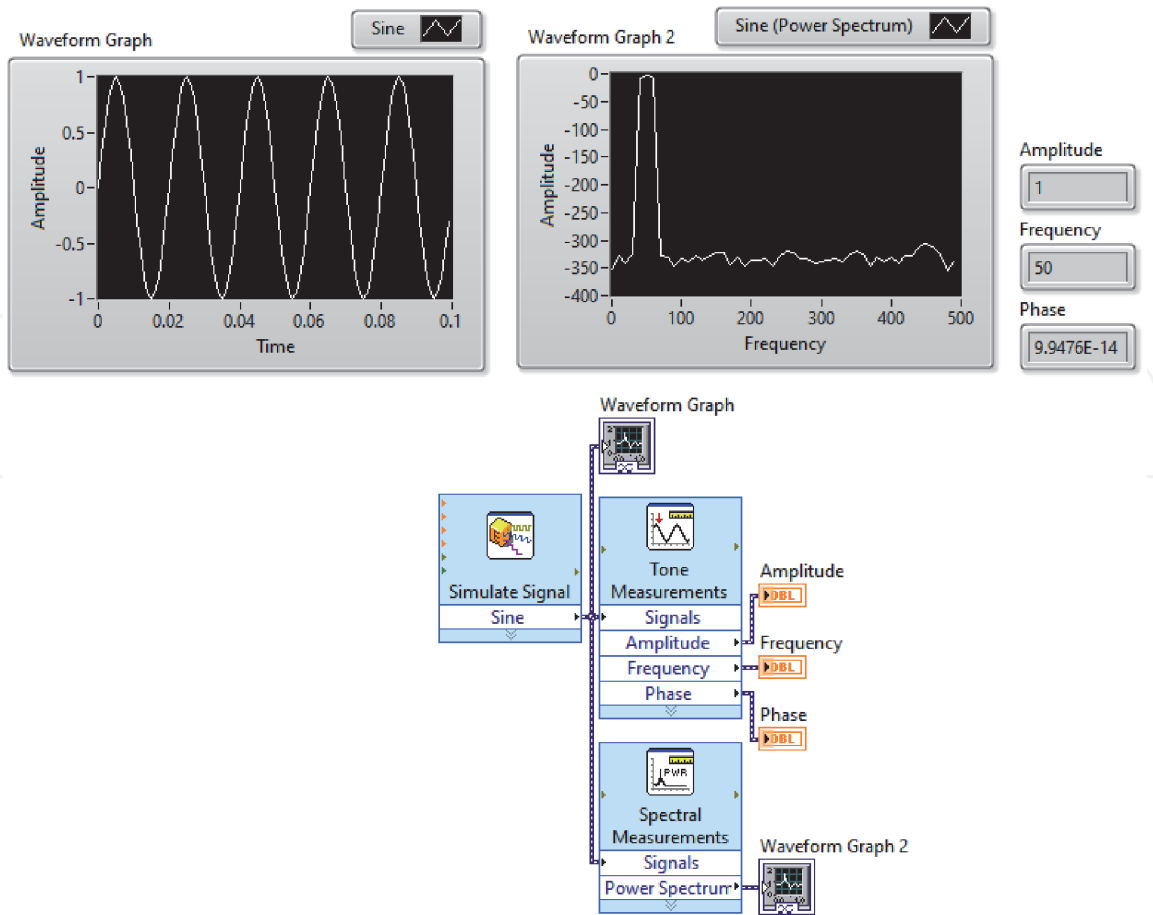 Waveform Graph
Sine
1
0.5
0
-0.5
-1
Amplitude
0
0.02
0.04
0.06
0.08
0.1
Time
Waveform Graph 2
Sine (Power Spectrum)
0
-50
-100
-150
-200
-250
-300
-350
-400
Amplitude
0
100
200
300
400
500
Frequency
Amplitude
1
Frequency
50
Phase
9.9476E-14
Waveform Graph
Simulate Signal
Sine
Tone
Measurements
Signals
Amplitude
Frequency
Phase
Amplitude
DBL
Frequency
DBL
Phase
DBL
PWR
Spectral
Measurements
Signals
Power Spectrum
Waveform Graph 2